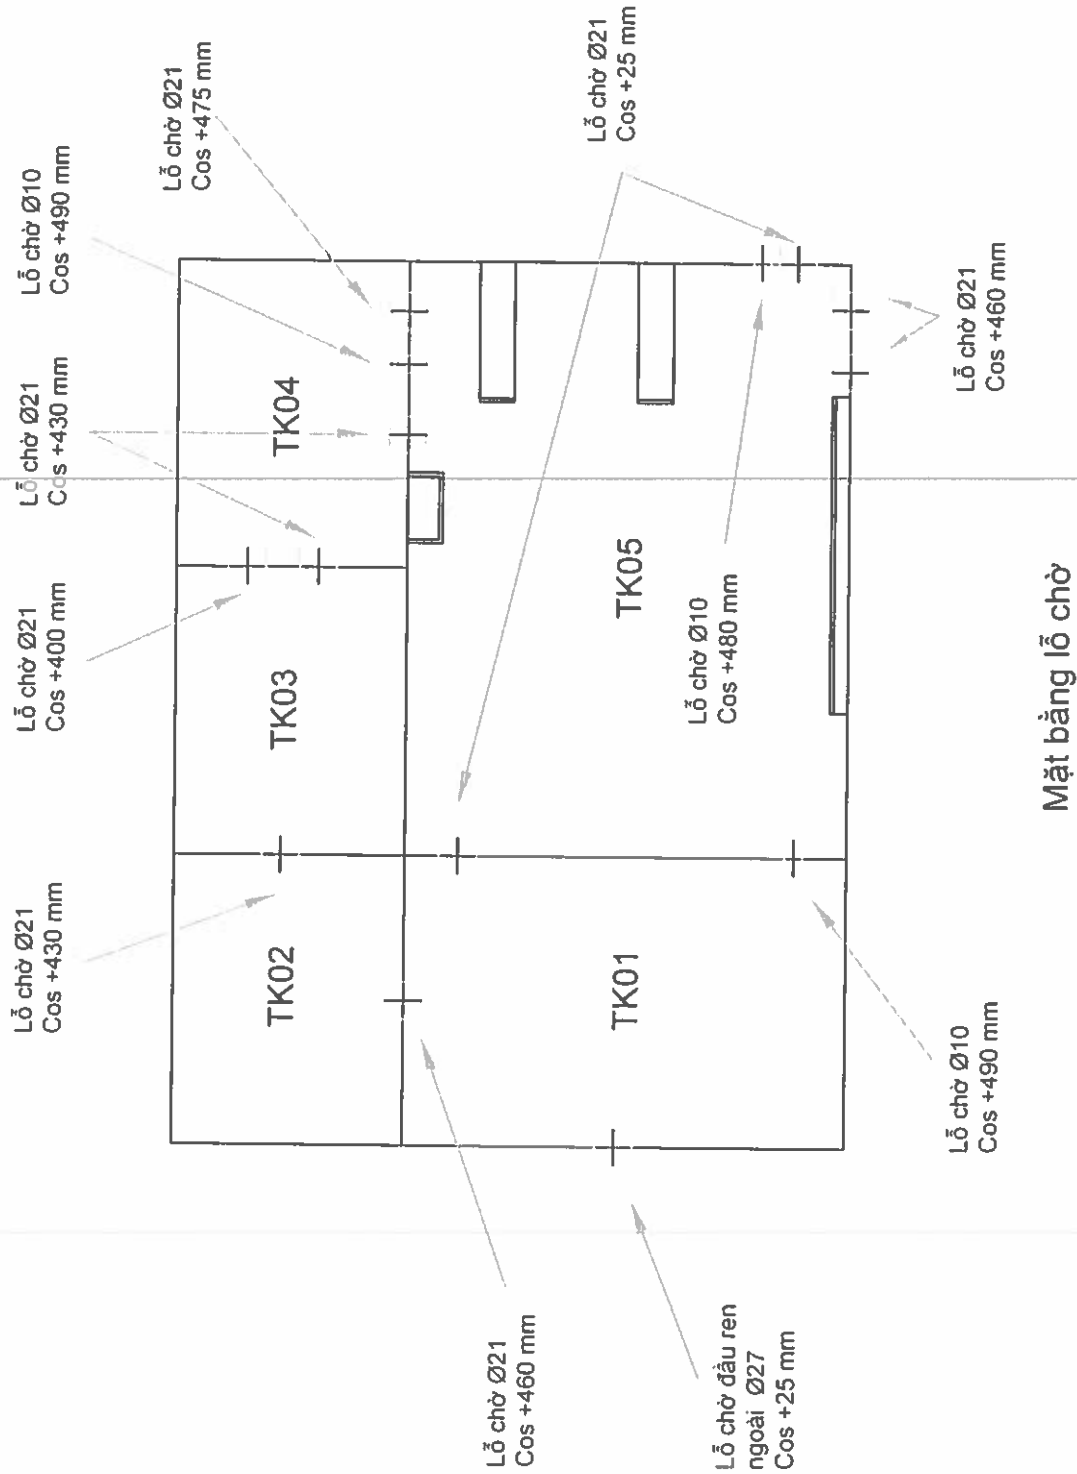 Lỗ chờ Ø21
Cos +430 mm
Lỗ chờ Ø21
Cos +400 mm
Lỗ chờ Ø21
Cos +430 mm
Lỗ chờ Ø10
Cos +490 mm
Lỗ chờ Ø21
Cos +475 mm
TK02
TK03
TK04
Lỗ chờ Ø21
Cos +460 mm
Lỗ chờ Ø21
Cos +25 mm
TK01
TK05
Lỗ chờ đầu ren
ngoài Ø27
Cos +25 mm
Lỗ chờ Ø10
Cos +480 mm
Lỗ chờ Ø10
Cos +490 mm
Lỗ chờ Ø21
Cos +460 mm
Mặt bằng lỗ chờ